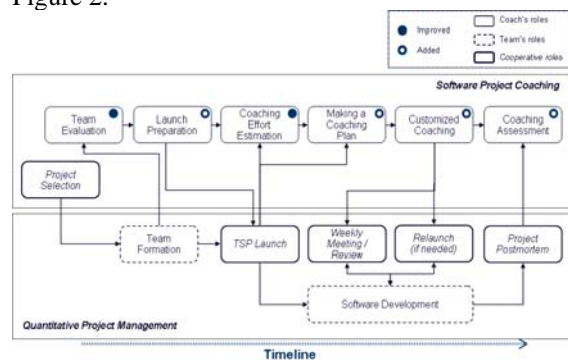 Figure 2.
Improved
Added
Coach's roles
Team's roles
Cooperative roles
Software Project Coaching
Team
Evaluation
Launch
Preparation
Coaching
Effort
Estimation
Making a
Coaching
Plan
Customized
Coaching
Coaching
Assessment
Project
Selection
Team
Formation
TSP Launch
Weekly
Meeting /
Review
Relaunch
(if needed)
Project
Postmortem
Software Development
Quantitative Project Management
Timeline